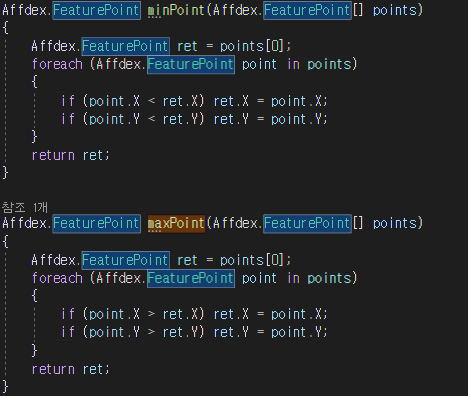 Affdex.FeaturePoint minPoint(Affdex.FeaturePoint[] points)
{
    Affdex.FeaturePoint ret = points[0];
    foreach (Affdex.FeaturePoint point in points)
    {
        if (point.X < ret.X) ret.X = point.X;
        if (point.Y < ret.Y) ret.Y = point.Y;
    }
    return ret;
}
참조 1개
Affdex.FeaturePoint maxPoint(Affdex.FeaturePoint[] points)
{
    Affdex.FeaturePoint ret = points[0];
    foreach (Affdex.FeaturePoint point in points)
    {
        if (point.X > ret.X) ret.X = point.X;
        if (point.Y > ret.Y) ret.Y = point.Y;
    }
    return ret;
}